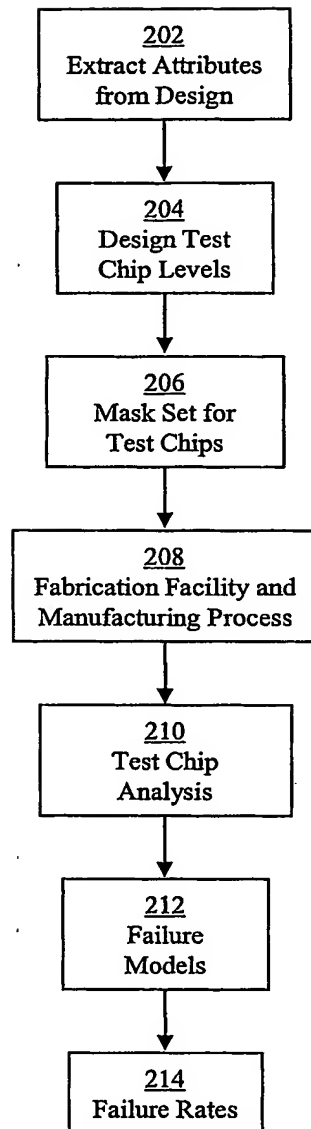 202
Extract Attributes
from Design
204
Design Test
Chip Levels
206
Mask Set for
Test Chips
208
Fabrication Facility and
Manufacturing Process
210
Test Chip
Analysis
212
Failure
Models
214
Failure Rates